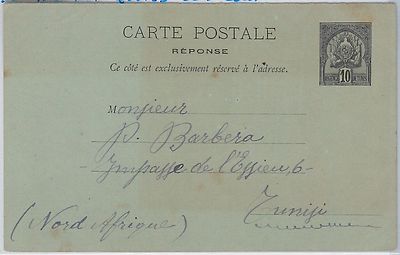 CARTE POSTALE
RÉPONSE
Ce côté est exclusivement réservé à l'adresse.
10
Monsieur
P. Barbera
Impasse de l'Essieu, 6-
Tunisi
(Nord Afrique)